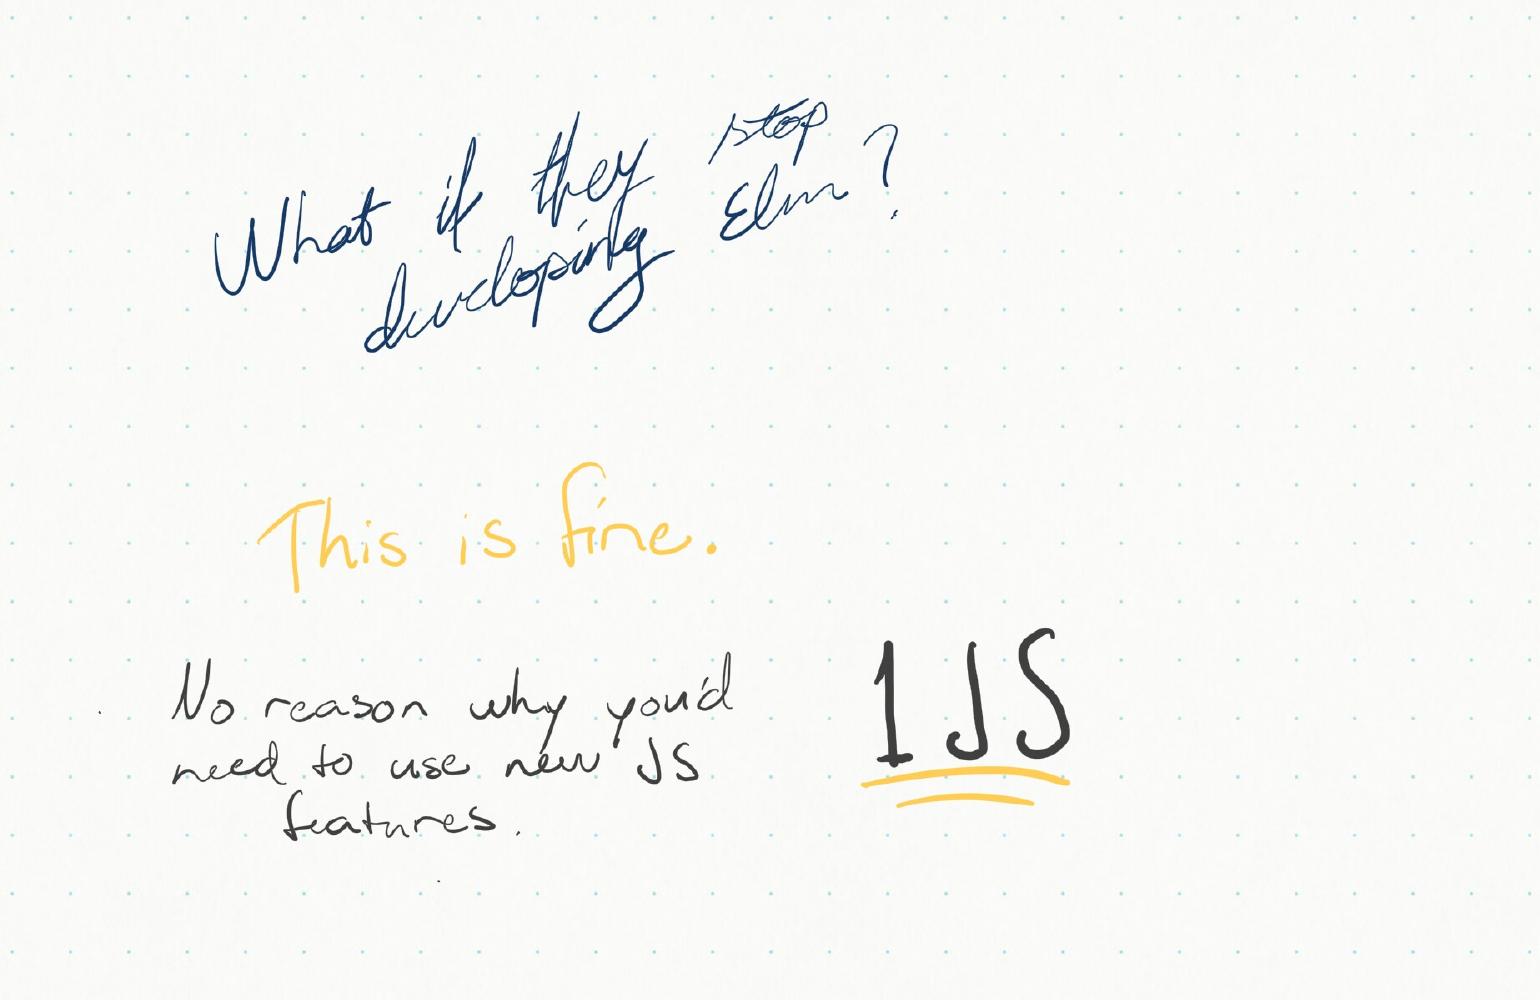 What if they stop
developing Elm?
This is fine.
No reason why you'd
need to use new JS
features.
1JS